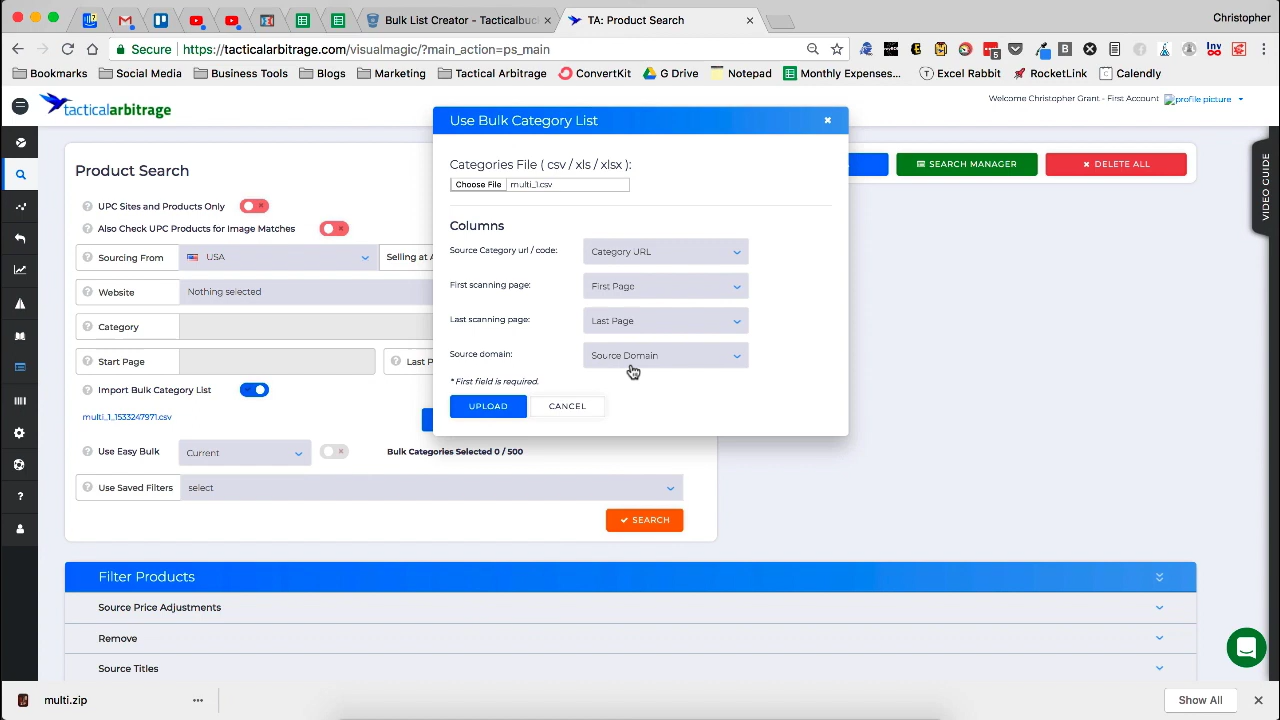 Bulk List Creator - Tacticalbuc
TA: Product Search
Christopher
Secure
https://tacticalarbitrage.com/visualmagic/?main_action=ps_main
5
Inv
Bookmarks
Social Media
Business Tools
Blogs
Marketing
Tactical Arbitrage
ConvertKit
G Drive
Notepad
Monthly Expenses...
Excel Rabbit
RocketLink
Calendly
tacticalarbitrage
Welcome Christopher Grant - First Account
profile picture
Use Bulk Category List
Categories File ( csv / xls / xlsx ):
Choose File
multi_1.csv
Columns
Source Category url / code:
Category URL
First scanning page:
First Page
Last scanning page:
Last Page
Source domain:
Source Domain
* First field is required.
UPLOAD
CANCEL
SEARCH MANAGER
DELETE ALL
VIDEO GUIDE
Product Search
UPC Sites and Products Only
Also Check UPC Products for Image Matches
Sourcing From
USA
Selling at A
Website
Nothing selected
Category
Start Page
Last P
Import Bulk Category List
multi_1_1533247971.csv
Use Easy Bulk
Current
Bulk Categories Selected 0 / 500
Use Saved Filters
select
SEARCH
Filter Products
Source Price Adjustments
Remove
Source Titles
multi.zip
Show All